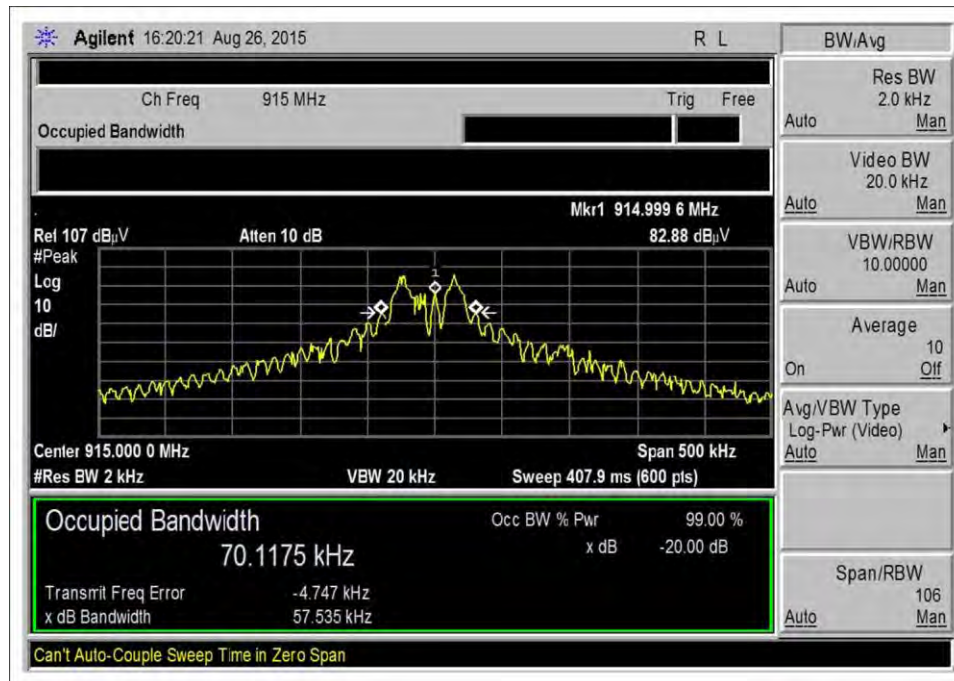 Agilent 16:20:21 Aug 26, 2015 R L
BW/Avg
Ch Freq 915 MHz Trig Free
Occupied Bandwidth
Res BW
2.0 kHz
Auto Man
Video BW
20.0 kHz
Auto Man
VBW/RBW
10.00000
Auto Man
Average
10
On Off
Avg/VBW Type
Log-Pwr (Video)
Auto Man
Span/RBW
106
Auto Man
Mkr1 914.999 6 MHz
Ref 107 dBµV Atten 10 dB 82.88 dBµV
#Peak
Log
10
dB/
1
Center 915.000 0 MHz Span 500 kHz
#Res BW 2 kHz VBW 20 kHz Sweep 407.9 ms (600 pts)
Occupied Bandwidth
70.1175 kHz
Occ BW % Pwr 99.00 %
x dB -20.00 dB
Transmit Freq Error -4.747 kHz
x dB Bandwidth 57.535 kHz
Can't Auto-Couple Sweep Time in Zero Span